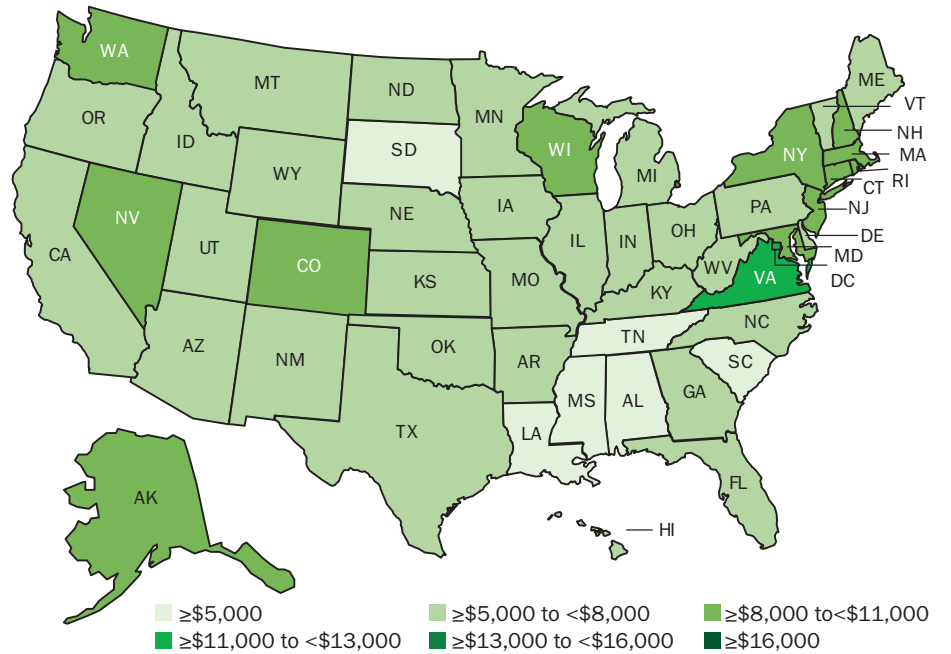 WA
MT
ND
MN
ME
VT
OR
ID
SD
WI
NH
NY
MA
WY
MI
RI
CT
NE
IA
PA
NJ
NV
UT
CO
IL
IN
OH
DE
CA
MD
KS
MO
WV
VA
DC
KY
NC
TN
AZ
NM
OK
AR
SC
MS
AL
GA
TX
LA
FL
AK
HI
≥$5,000
≥$5,000 to <$8,000
≥$8,000 to<$11,000
≥$11,000 to <$13,000
≥$13,000 to <$16,000
≥$16,000